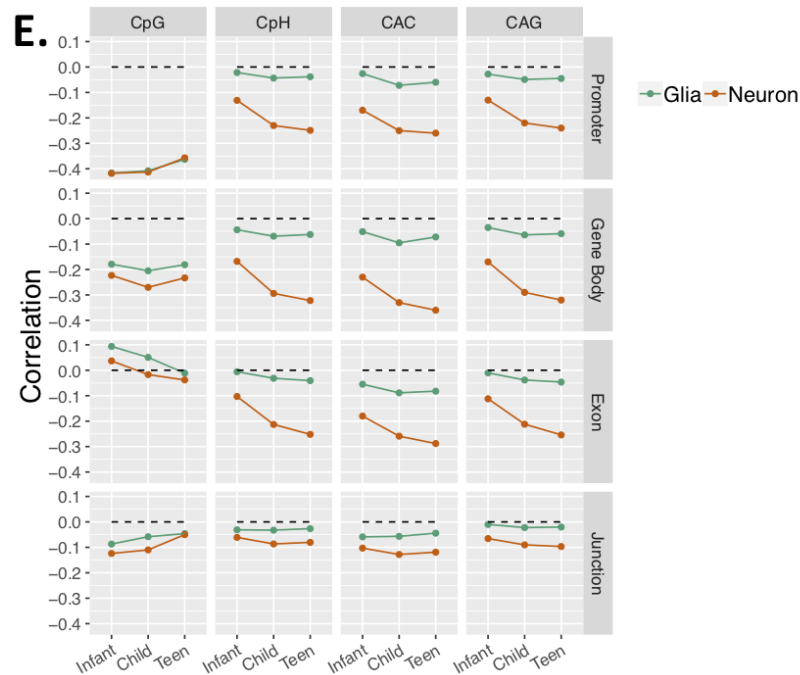 E.
CpG CpH CAC CAG
0.1
0.0
−0.1
−0.2
−0.3
−0.4
Promoter
Glia Neuron
0.1
0.0
−0.1
−0.2
−0.3
−0.4
Gene Body
Correlation
0.1
0.0
−0.1
−0.2
−0.3
−0.4
Exon
0.1
0.0
−0.1
−0.2
−0.3
−0.4
Junction
Infant Child Teen Infant Child Teen Infant Child Teen Infant Child Teen